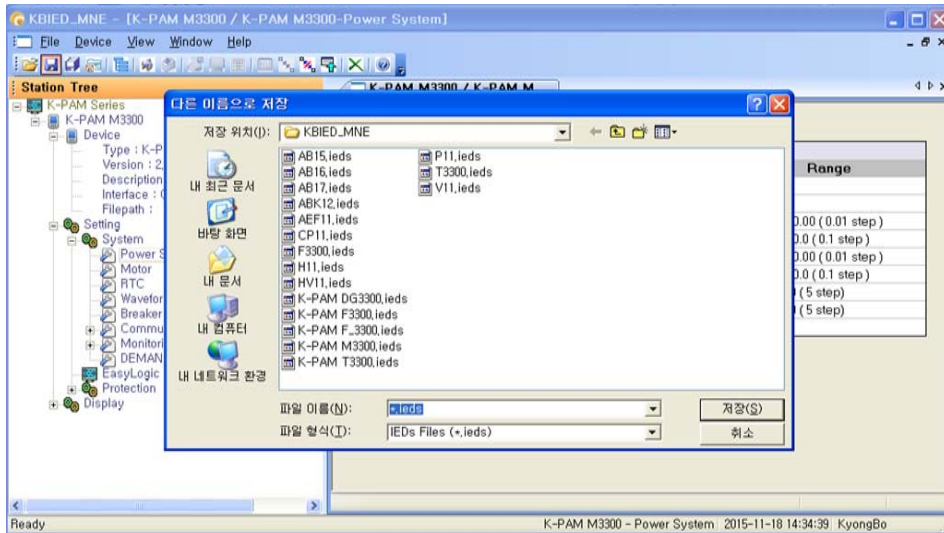 KBIED_MNE - [K-PAM M3300 / K-PAM M3300-Power System]
File Device View Window Help
Station Tree
K-PAM M3300 / K-PAM M
K-PAM Series
K-PAM M3300
Device
Type : K-P
Version : 2,
Description
Interface : (
Filepath :
Setting
System
Power S
Motor
RTC
Wavefor
Breaker
Commu
Monitori
DEMAN
EasyLogic
Protection
Display
다른 이름으로 저장
저장 위치(I):
KBIED_MNE
내 최근 문서
바탕 화면
내 문서
내 컴퓨터
내 네트워크 환경
AB15,ieds
AB16,ieds
AB17,ieds
ABK12,ieds
AEF11,ieds
CP11,ieds
F3300,ieds
H11,ieds
HV11,ieds
K-PAM DG3300,ieds
K-PAM F3300,ieds
K-PAM F_3300,ieds
K-PAM M3300,ieds
K-PAM T3300,ieds
P11,ieds
T3300,ieds
V11,ieds
파일 이름(N):
*,ieds
저장(S)
파일 형식(T):
IEDs Files (*,ieds)
취소
Range
0.00 ( 0.01 step )
0.0 ( 0.1 step )
0.00 ( 0.01 step )
0.0 ( 0.1 step )
( 5 step)
( 5 step)
Ready
K-PAM M3300 - Power System 2015-11-18 14:34:39 KyongBo